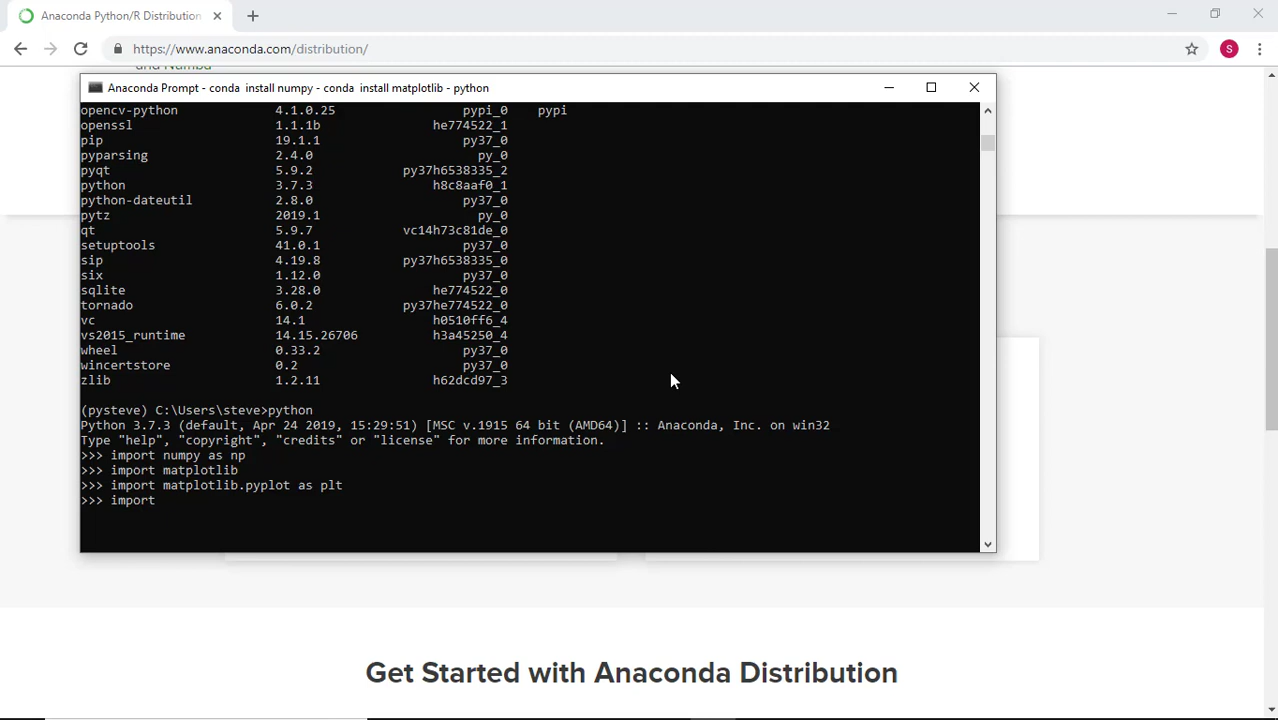 Anaconda Python/R Distribution
https://www.anaconda.com/distribution/
S
and Numba
Anaconda Prompt - conda install numpy - conda install matplotlib - python
opencv-python 4.1.0.25 pypi_0 pypi
openssl 1.1.1b he774522_1
pip 19.1.1 py37_0
pyparsing 2.4.0 py_0
pyqt 5.9.2 py37h6538335_2
python 3.7.3 h8c8aaf0_1
python-dateutil 2.8.0 py37_0
pytz 2019.1 py_0
qt 5.9.7 vc14h73c81de_0
setuptools 41.0.1 py37_0
sip 4.19.8 py37h6538335_0
six 1.12.0 py37_0
sqlite 3.28.0 he774522_0
tornado 6.0.2 py37he774522_0
vc 14.1 h0510ff6_4
vs2015_runtime 14.15.26706 h3a45250_4
wheel 0.33.2 py37_0
wincertstore 0.2 py37_0
zlib 1.2.11 h62dcd97_3
(pysteve) C:\Users\steve>python
Python 3.7.3 (default, Apr 24 2019, 15:29:51) [MSC v.1915 64 bit (AMD64)] :: Anaconda, Inc. on win32
Type "help", "copyright", "credits" or "license" for more information.
>>> import numpy as np
>>> import matplotlib
>>> import matplotlib.pyplot as plt
>>> import
Get Started with Anaconda Distribution